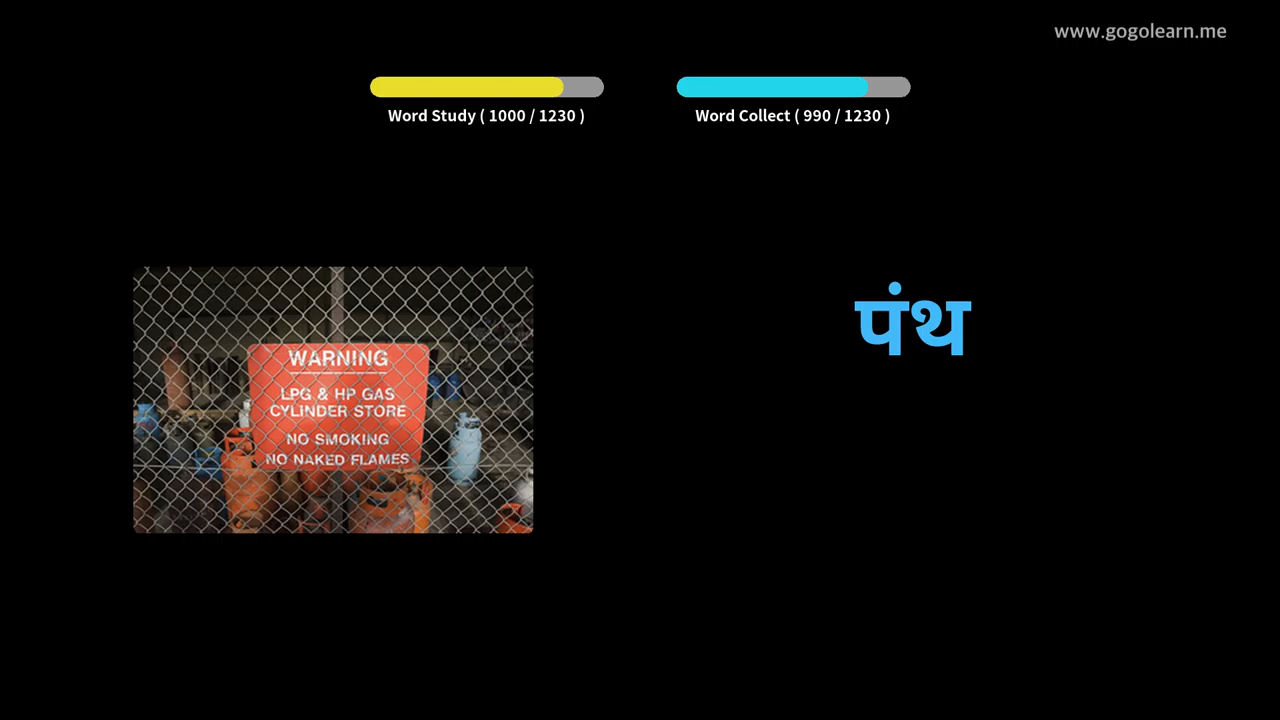 www.gogolearn.me
Word Study ( 1000 / 1230 )
Word Collect ( 990 / 1230 )
WARNING
LPG & HP GAS
CYLINDER STORE
NO SMOKING
NO NAKED FLAMES
पंथ